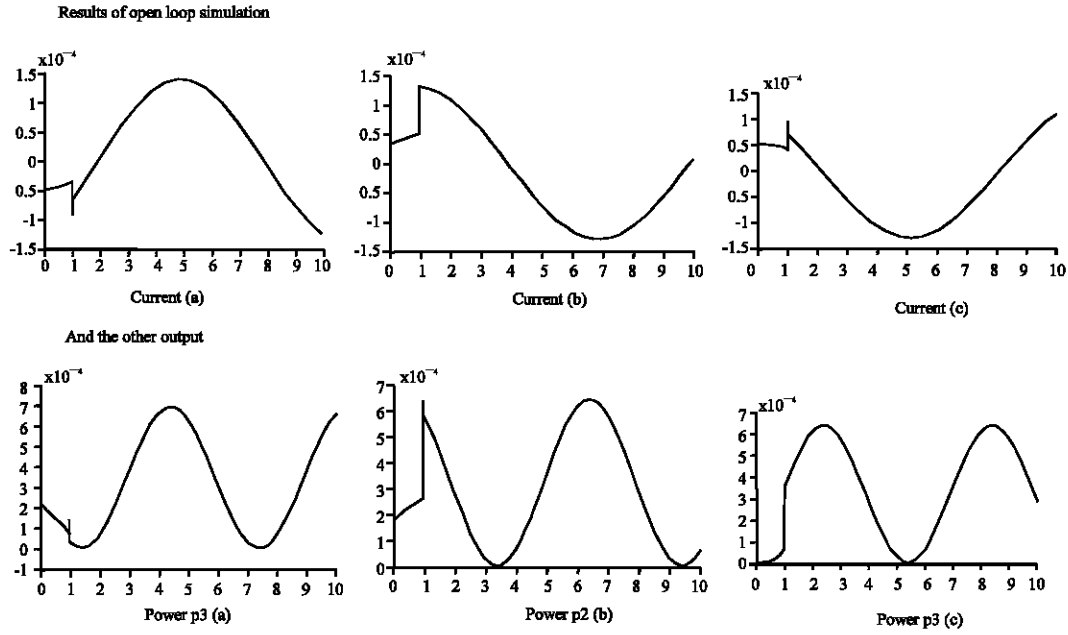 Results of open loop simulation
x10⁻⁴
1.5
1
0.5
0
0.5
-1
-1.5
0 1 2 3 4 5 6 7 8 9 10
Current (a)
x10⁻⁴
1.5
1
0.5
0
0.5
-1
-1.5
0 1 2 3 4 5 6 7 8 9 10
Current (b)
x10⁻⁴
1.5
1
0.5
0
0.5
-1
-1.5
0 1 2 3 4 5 6 7 8 9 10
Current (c)
And the other output
x10⁻⁴
8
7
6
5
4
3
2
1
0
-1
0 1 2 3 4 5 6 7 8 9 10
Power p3 (a)
x10⁻⁴
7
6
5
4
2
1
0
0 1 2 3 4 5 6 7 8 9 10
Power p2 (b)
x10⁻⁴
7
6
5
4
3
2
1
0
0 1 2 3 4 5 6 7 8 9 10
Power p3 (c)